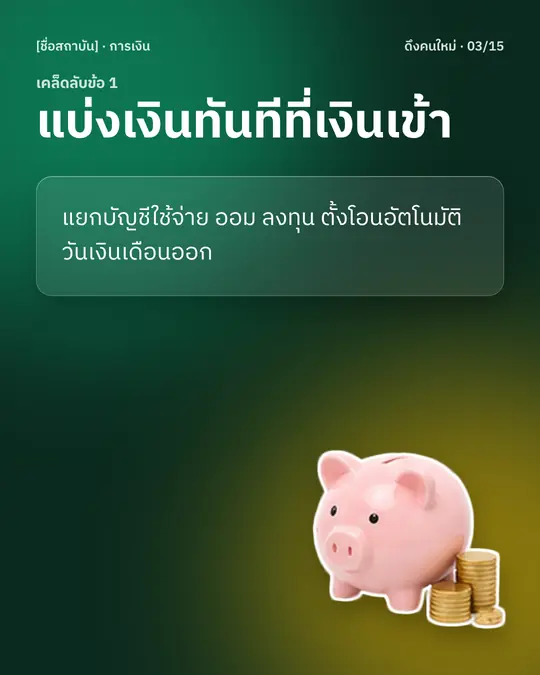 [ชื่อสถาบัน] · การเงิน
ดึงคนใหม่ · 03/15
เคล็ดลับข้อ 1
แบ่งเงินทันทีที่เงินเข้า
แยกบัญชีใช้จ่าย ออม ลงทุน ตั้งโอนอัตโนมัติ
วันเงินเดือนออก